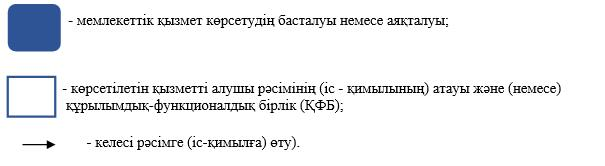 - мемлекеттік қызмет көрсетудің басталуы немесе аяқталуы;
- көрсетілетін қызметті алушы рәсімінің (іс - қимылының) атауы және (немесе)
құрылымдық-функционалдық бірлік (ҚФБ);
- келесі рәсімге (іс-қимылға) өту).